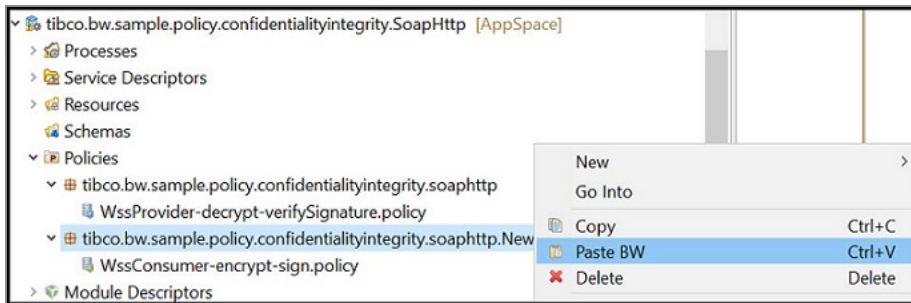 tibco.bw.sample.policy.confidentialityintegrity.SoapHttp [AppSpace]
Processes
Service Descriptors
Resources
Schemas
Policies
tibco.bw.sample.policy.confidentialityintegrity.soaphttp
WssProvider-decrypt-verifySignature.policy
tibco.bw.sample.policy.confidentialityintegrity.soaphttp.New
WssConsumer-encrypt-sign.policy
Module Descriptors
New
Go Into
Copy Ctrl+C
Paste BW Ctrl+V
Delete Delete